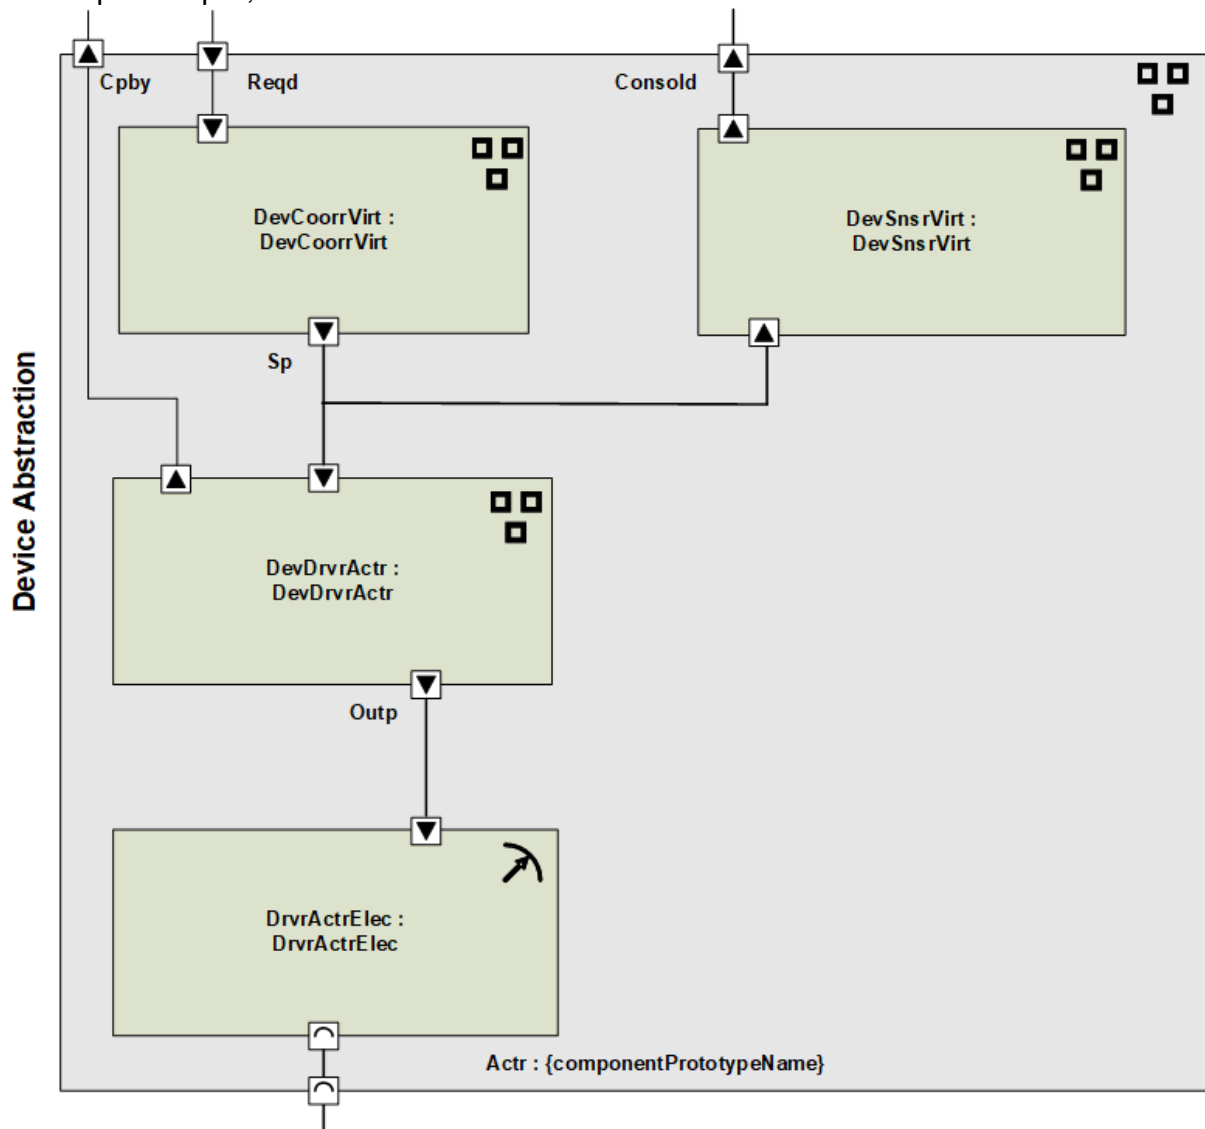 Cpby
Reqd
Consold
DevCoorrVirt :
DevCoorrVirt
DevSnsrVirt :
DevSnsrVirt
Sp
Device Abstraction
DevDrvrActr :
DevDrvrActr
Outp
DrvrActrElec :
DrvrActrElec
Actr : {componentPrototypeName}